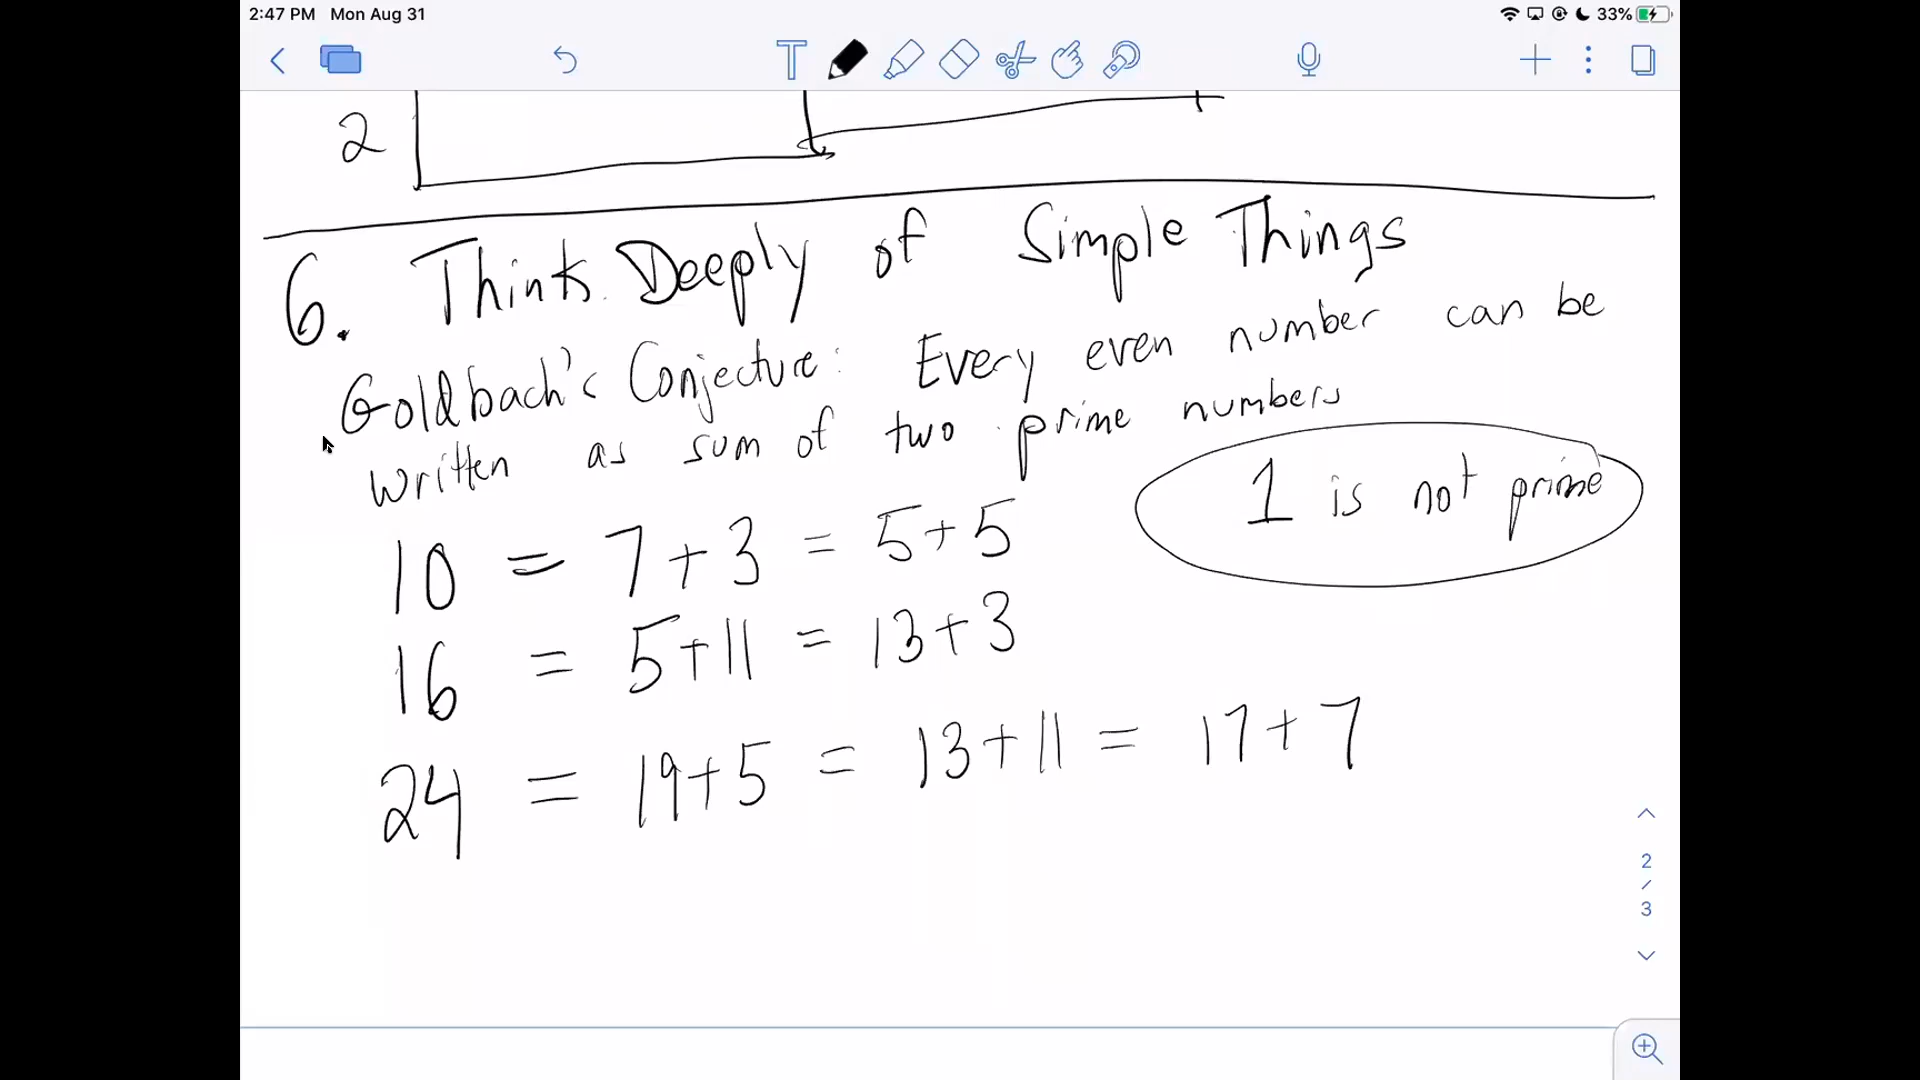 2:47 PM Mon Aug 31 33%
T
2
6. Think Deeply of Simple Things
Goldbach's Conjecture: Every even number can be
written as sum of two prime numbers
1 is not prime
10 = 7+3 = 5+5
16 = 5+11 = 13+3
24 = 19+5 = 13+11 = 17+7
2
/
3